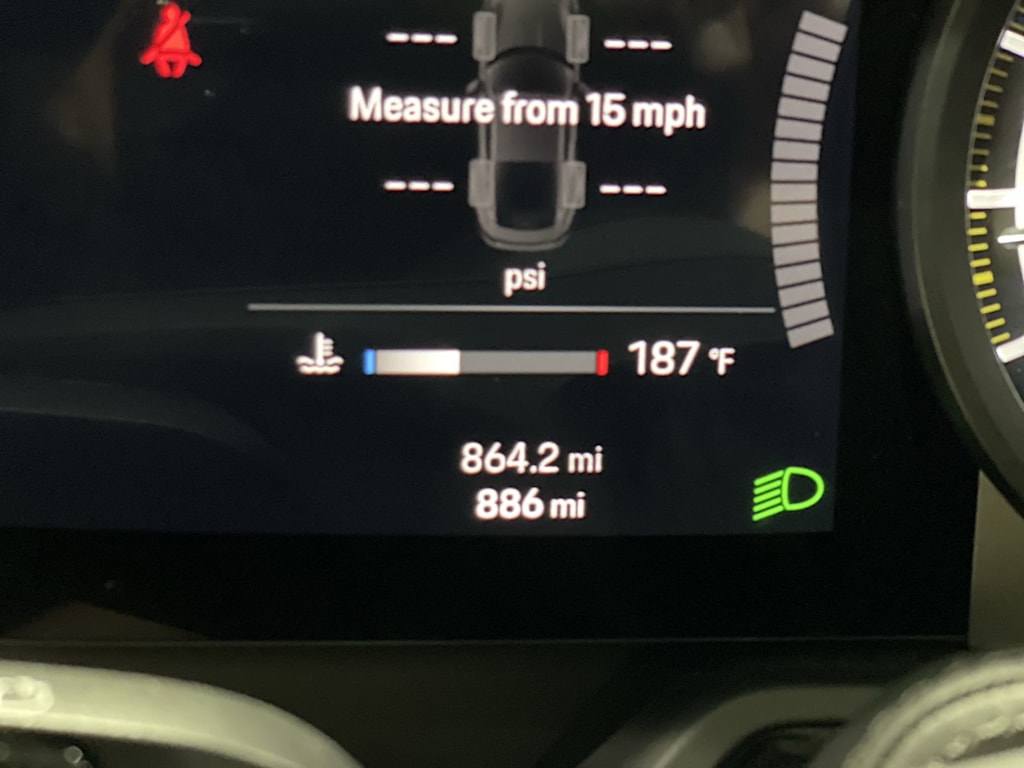 --- ---
Measure from 15 mph
--- ---
psi
187 °F
864.2 mi
886 mi